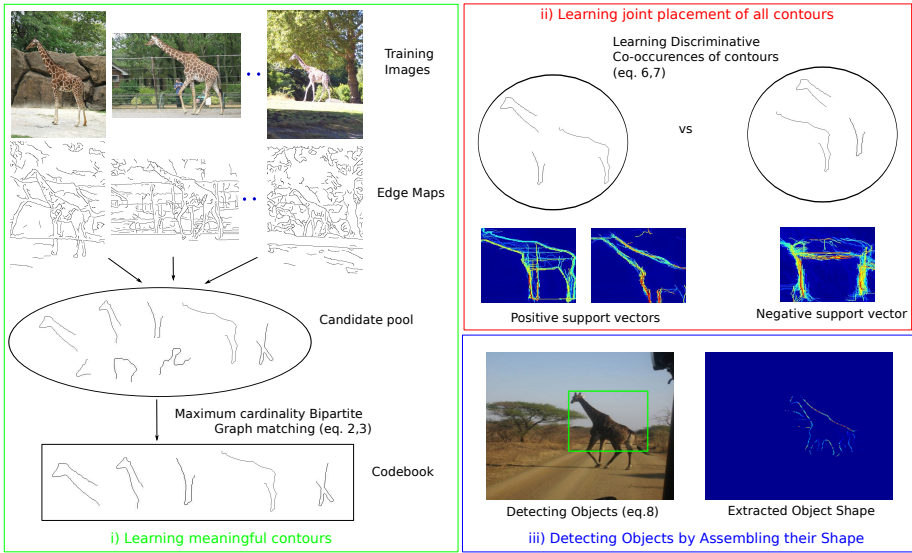 Training
Images
Edge Maps
Candidate pool
Maximum cardinality Bipartite
Graph matching (eq. 2,3)
Codebook
i) Learning meaningful contours
ii) Learning joint placement of all contours
Learning Discriminative
Co-occurences of contours
(eq. 6,7)
vs
Positive support vectors
Negative support vector
Detecting Objects (eq.8)
Extracted Object Shape
iii) Detecting Objects by Assembling their Shape